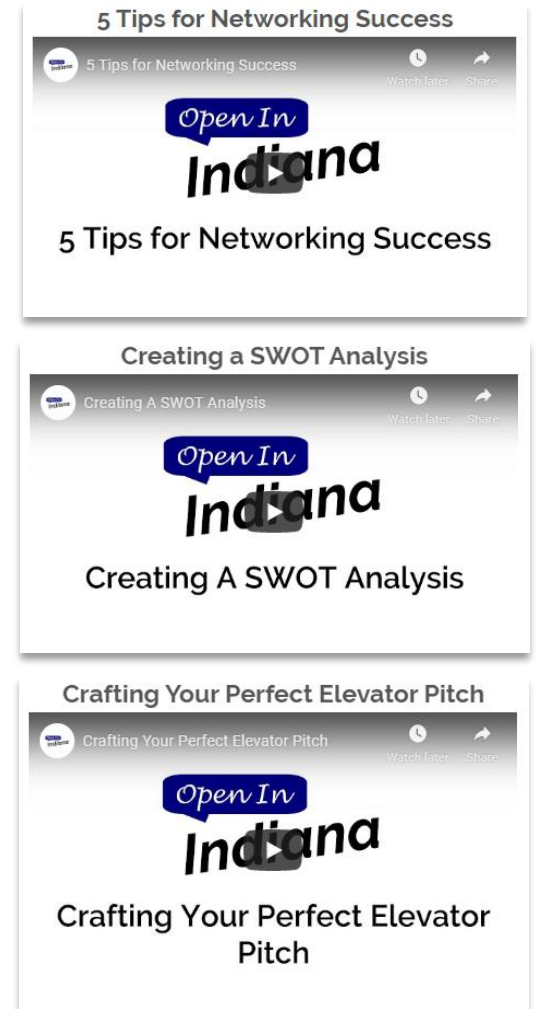 5 Tips for Networking Success
5 Tips for Networking Success
Watch later
Share
Open In
Indiana
5 Tips for Networking Success
Creating a SWOT Analysis
Creating A SWOT Analysis
Watch later
Share
Open In
Indiana
Creating A SWOT Analysis
Crafting Your Perfect Elevator Pitch
Crafting Your Perfect Elevator Pitch
Watch later
Share
Open In
Indiana
Crafting Your Perfect Elevator
Pitch